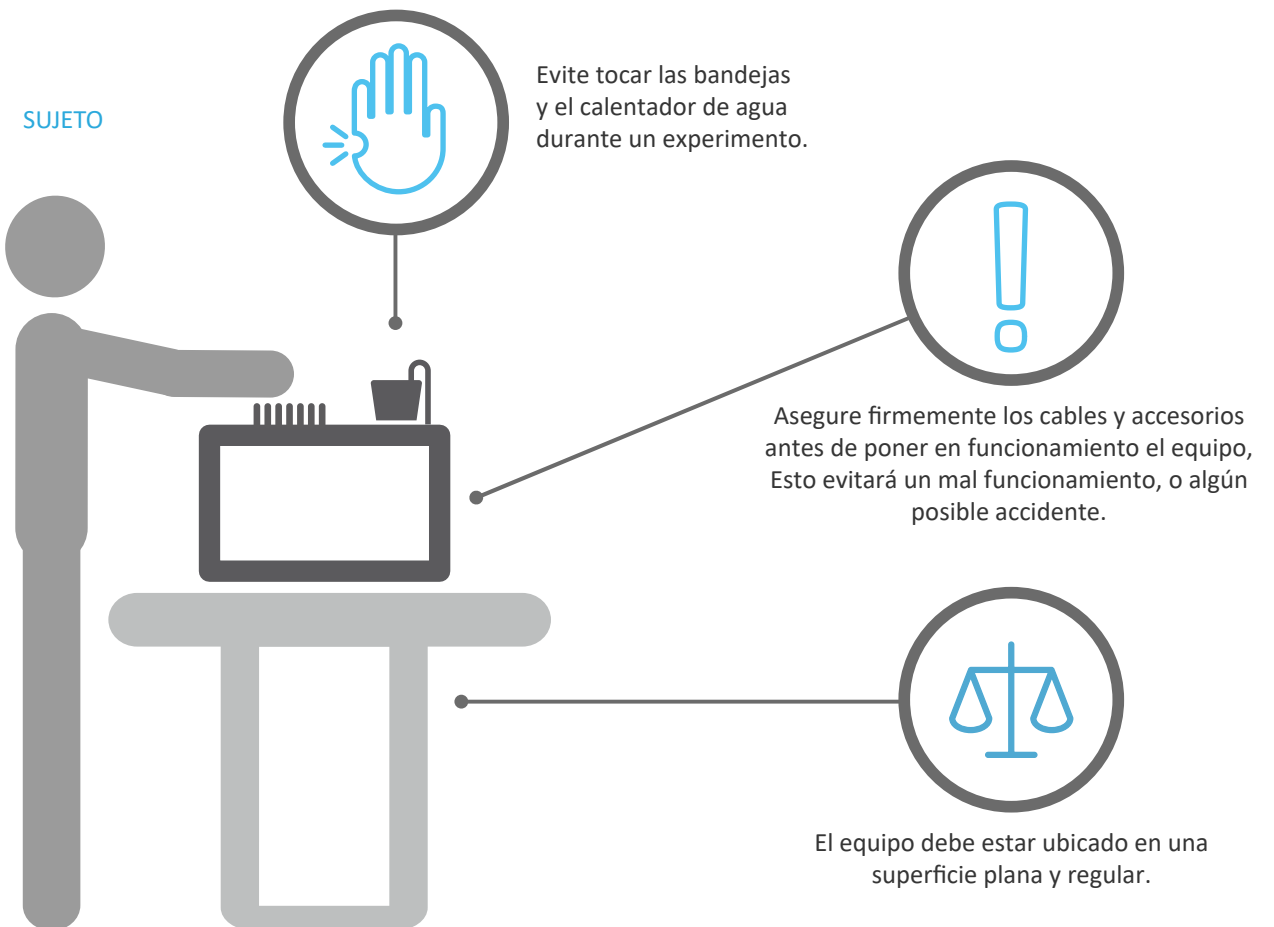 SUJETO
Evite tocar las bandejas
y el calentador de agua
durante un experimento.
Asegure firmemente los cables y accesorios
antes de poner en funcionamiento el equipo,
Esto evitará un mal funcionamiento, o algún
posible accidente.
El equipo debe estar ubicado en una
superficie plana y regular.